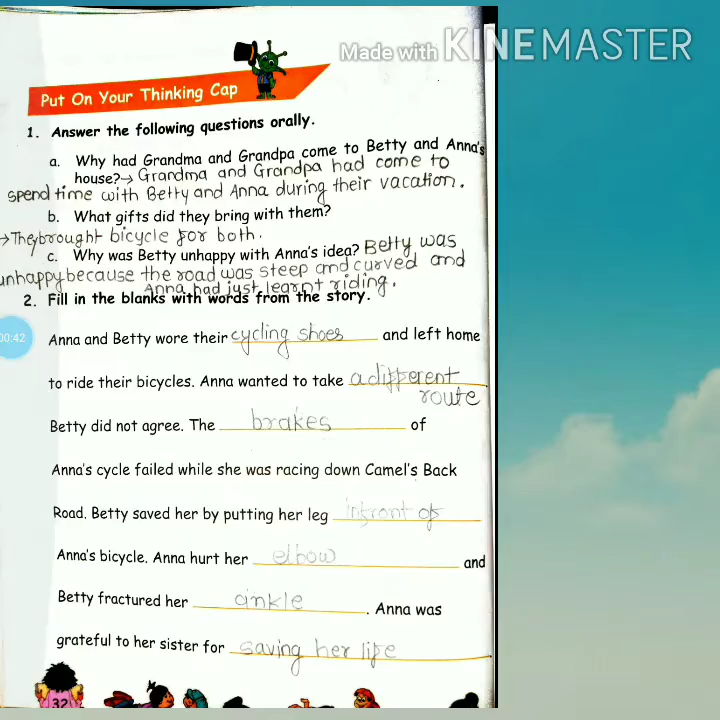 Made with KINEMASTER
Put On Your Thinking Cap
1. Answer the following questions orally.
a. Why had Grandma and Grandpa come to Betty and Anna's
house?→ Grandma and Grandpa had come to
spend time with Betty and Anna during their vacation.
b. What gifts did they bring with them?
→They brought bicycle for both.
c. Why was Betty unhappy with Anna's idea? Betty was
unhappy because the road was steep and curved and
Anna had just learnt riding.
2. Fill in the blanks with words from the story.
00:42
Anna and Betty wore their cycling shoes and left home
to ride their bicycles. Anna wanted to take a different
route
Betty did not agree. The brakes of
Anna's cycle failed while she was racing down Camel's Back
Road. Betty saved her by putting her leg infront of
Anna's bicycle. Anna hurt her elbow and
Betty fractured her ankle. Anna was
grateful to her sister for saving her life
32